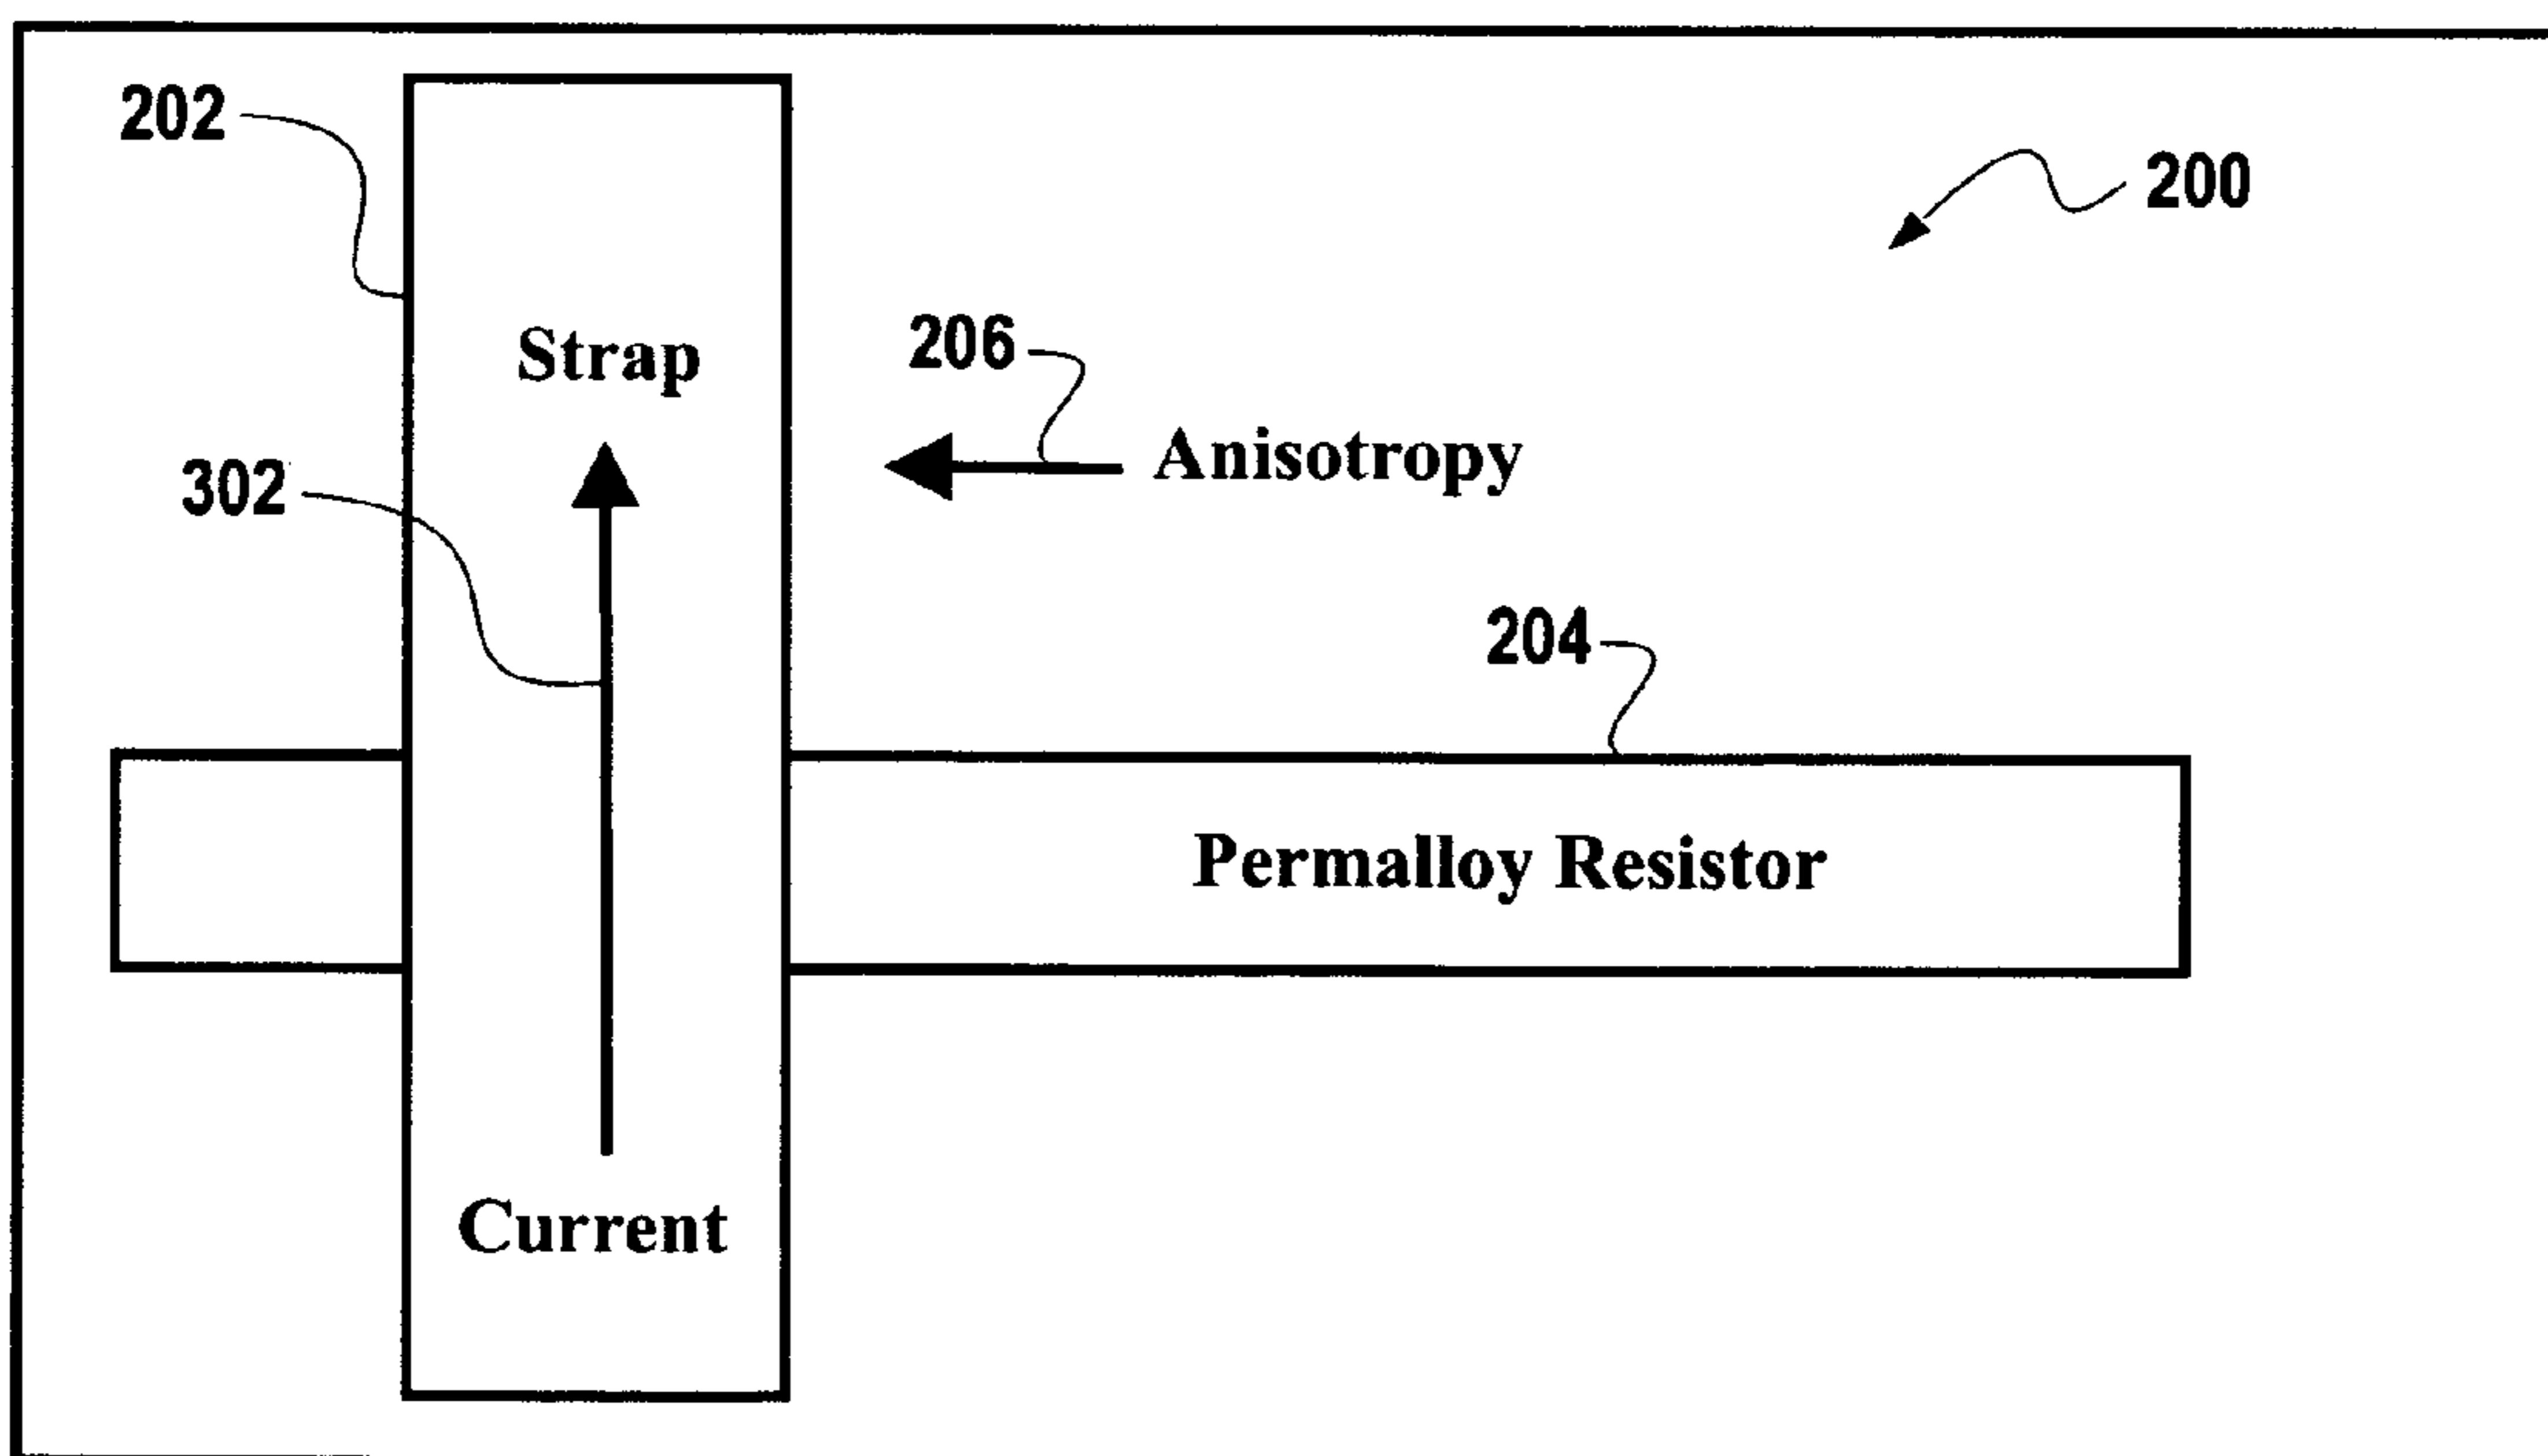 202
200
206
Strap
Anisotropy
302
204
Permalloy Resistor
Current